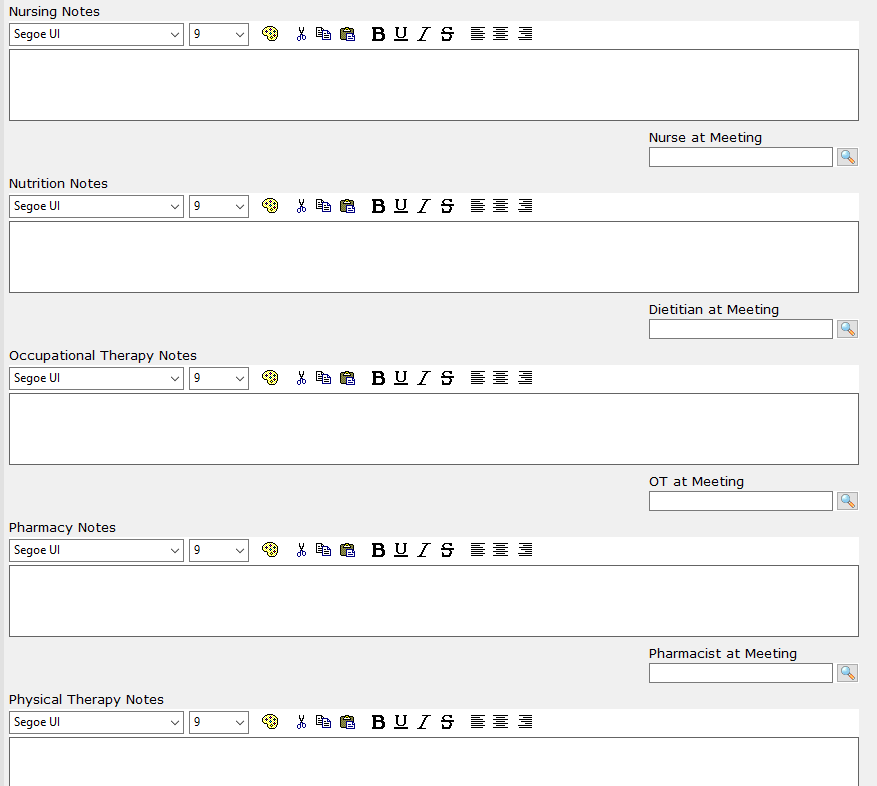 Nursing Notes
Segoe UI 9 B U I S
Nurse at Meeting
Nutrition Notes
Segoe UI 9 B U I S
Dietitian at Meeting
Occupational Therapy Notes
Segoe UI 9 B U I S
OT at Meeting
Pharmacy Notes
Segoe UI 9 B U I S
Pharmacist at Meeting
Physical Therapy Notes
Segoe UI 9 B U I S